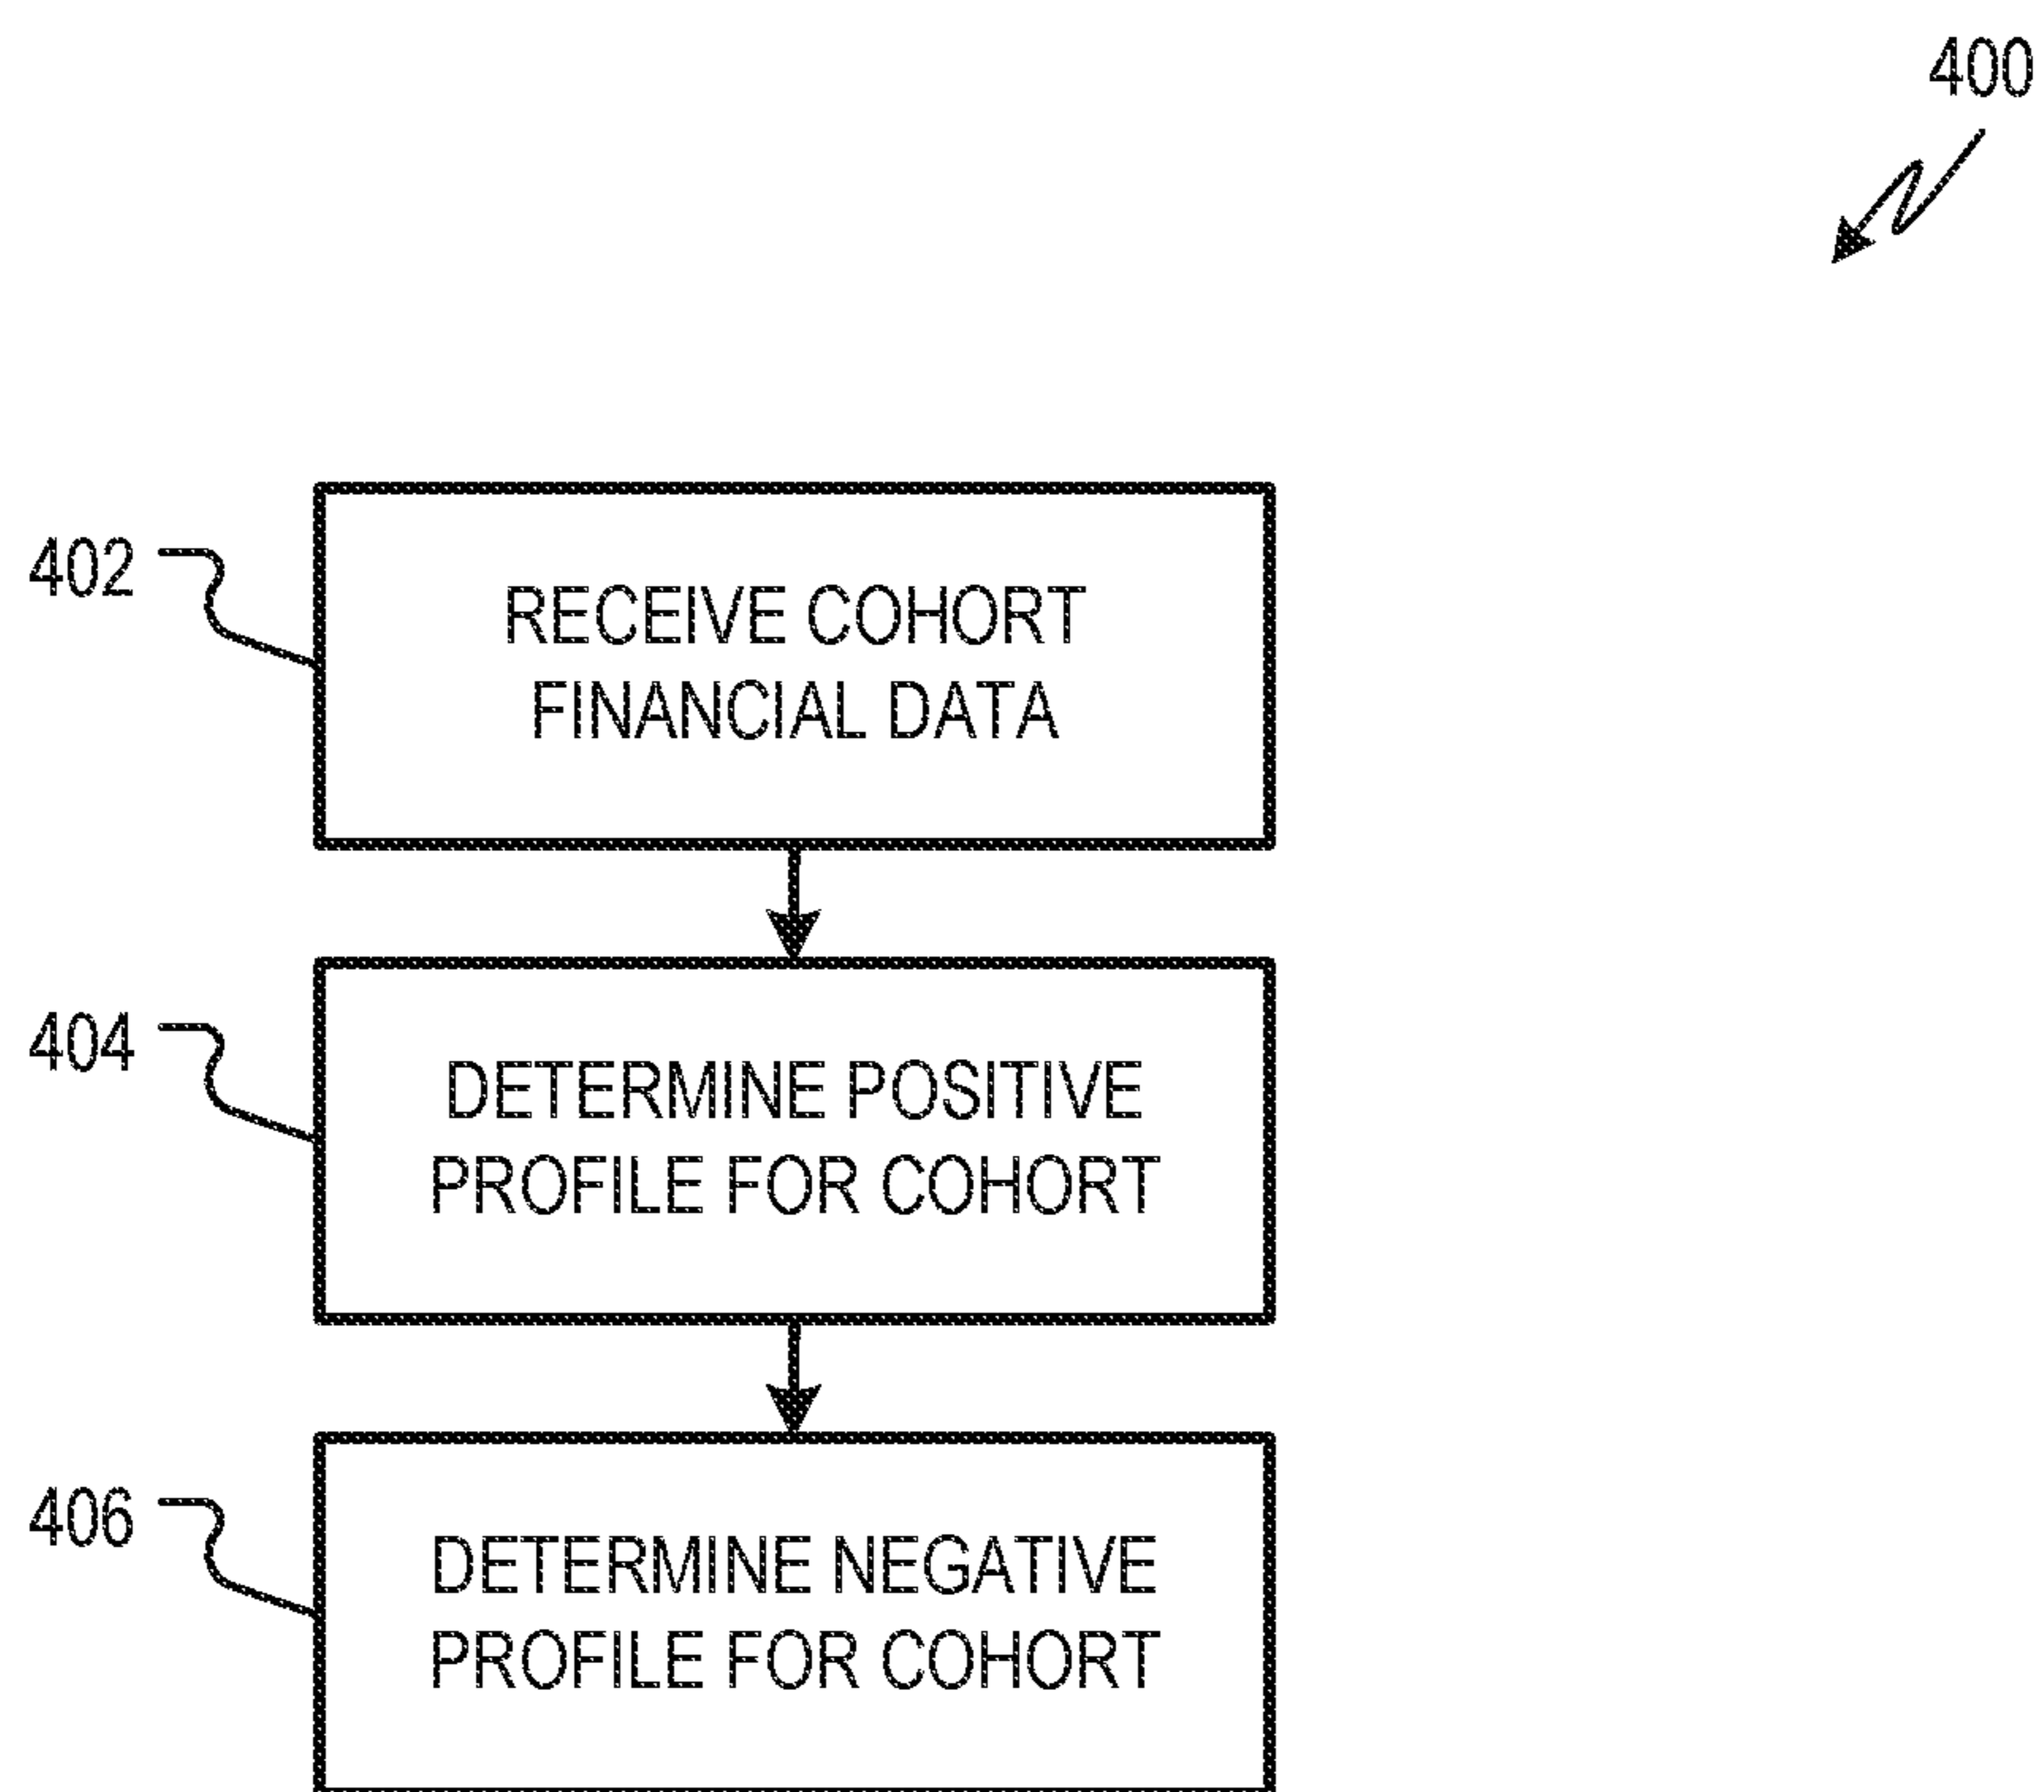 400
402
RECEIVE COHORT
FINANCIAL DATA
404
DETERMINE POSITIVE
PROFILE FOR COHORT
406
DETERMINE NEGATIVE
PROFILE FOR COHORT